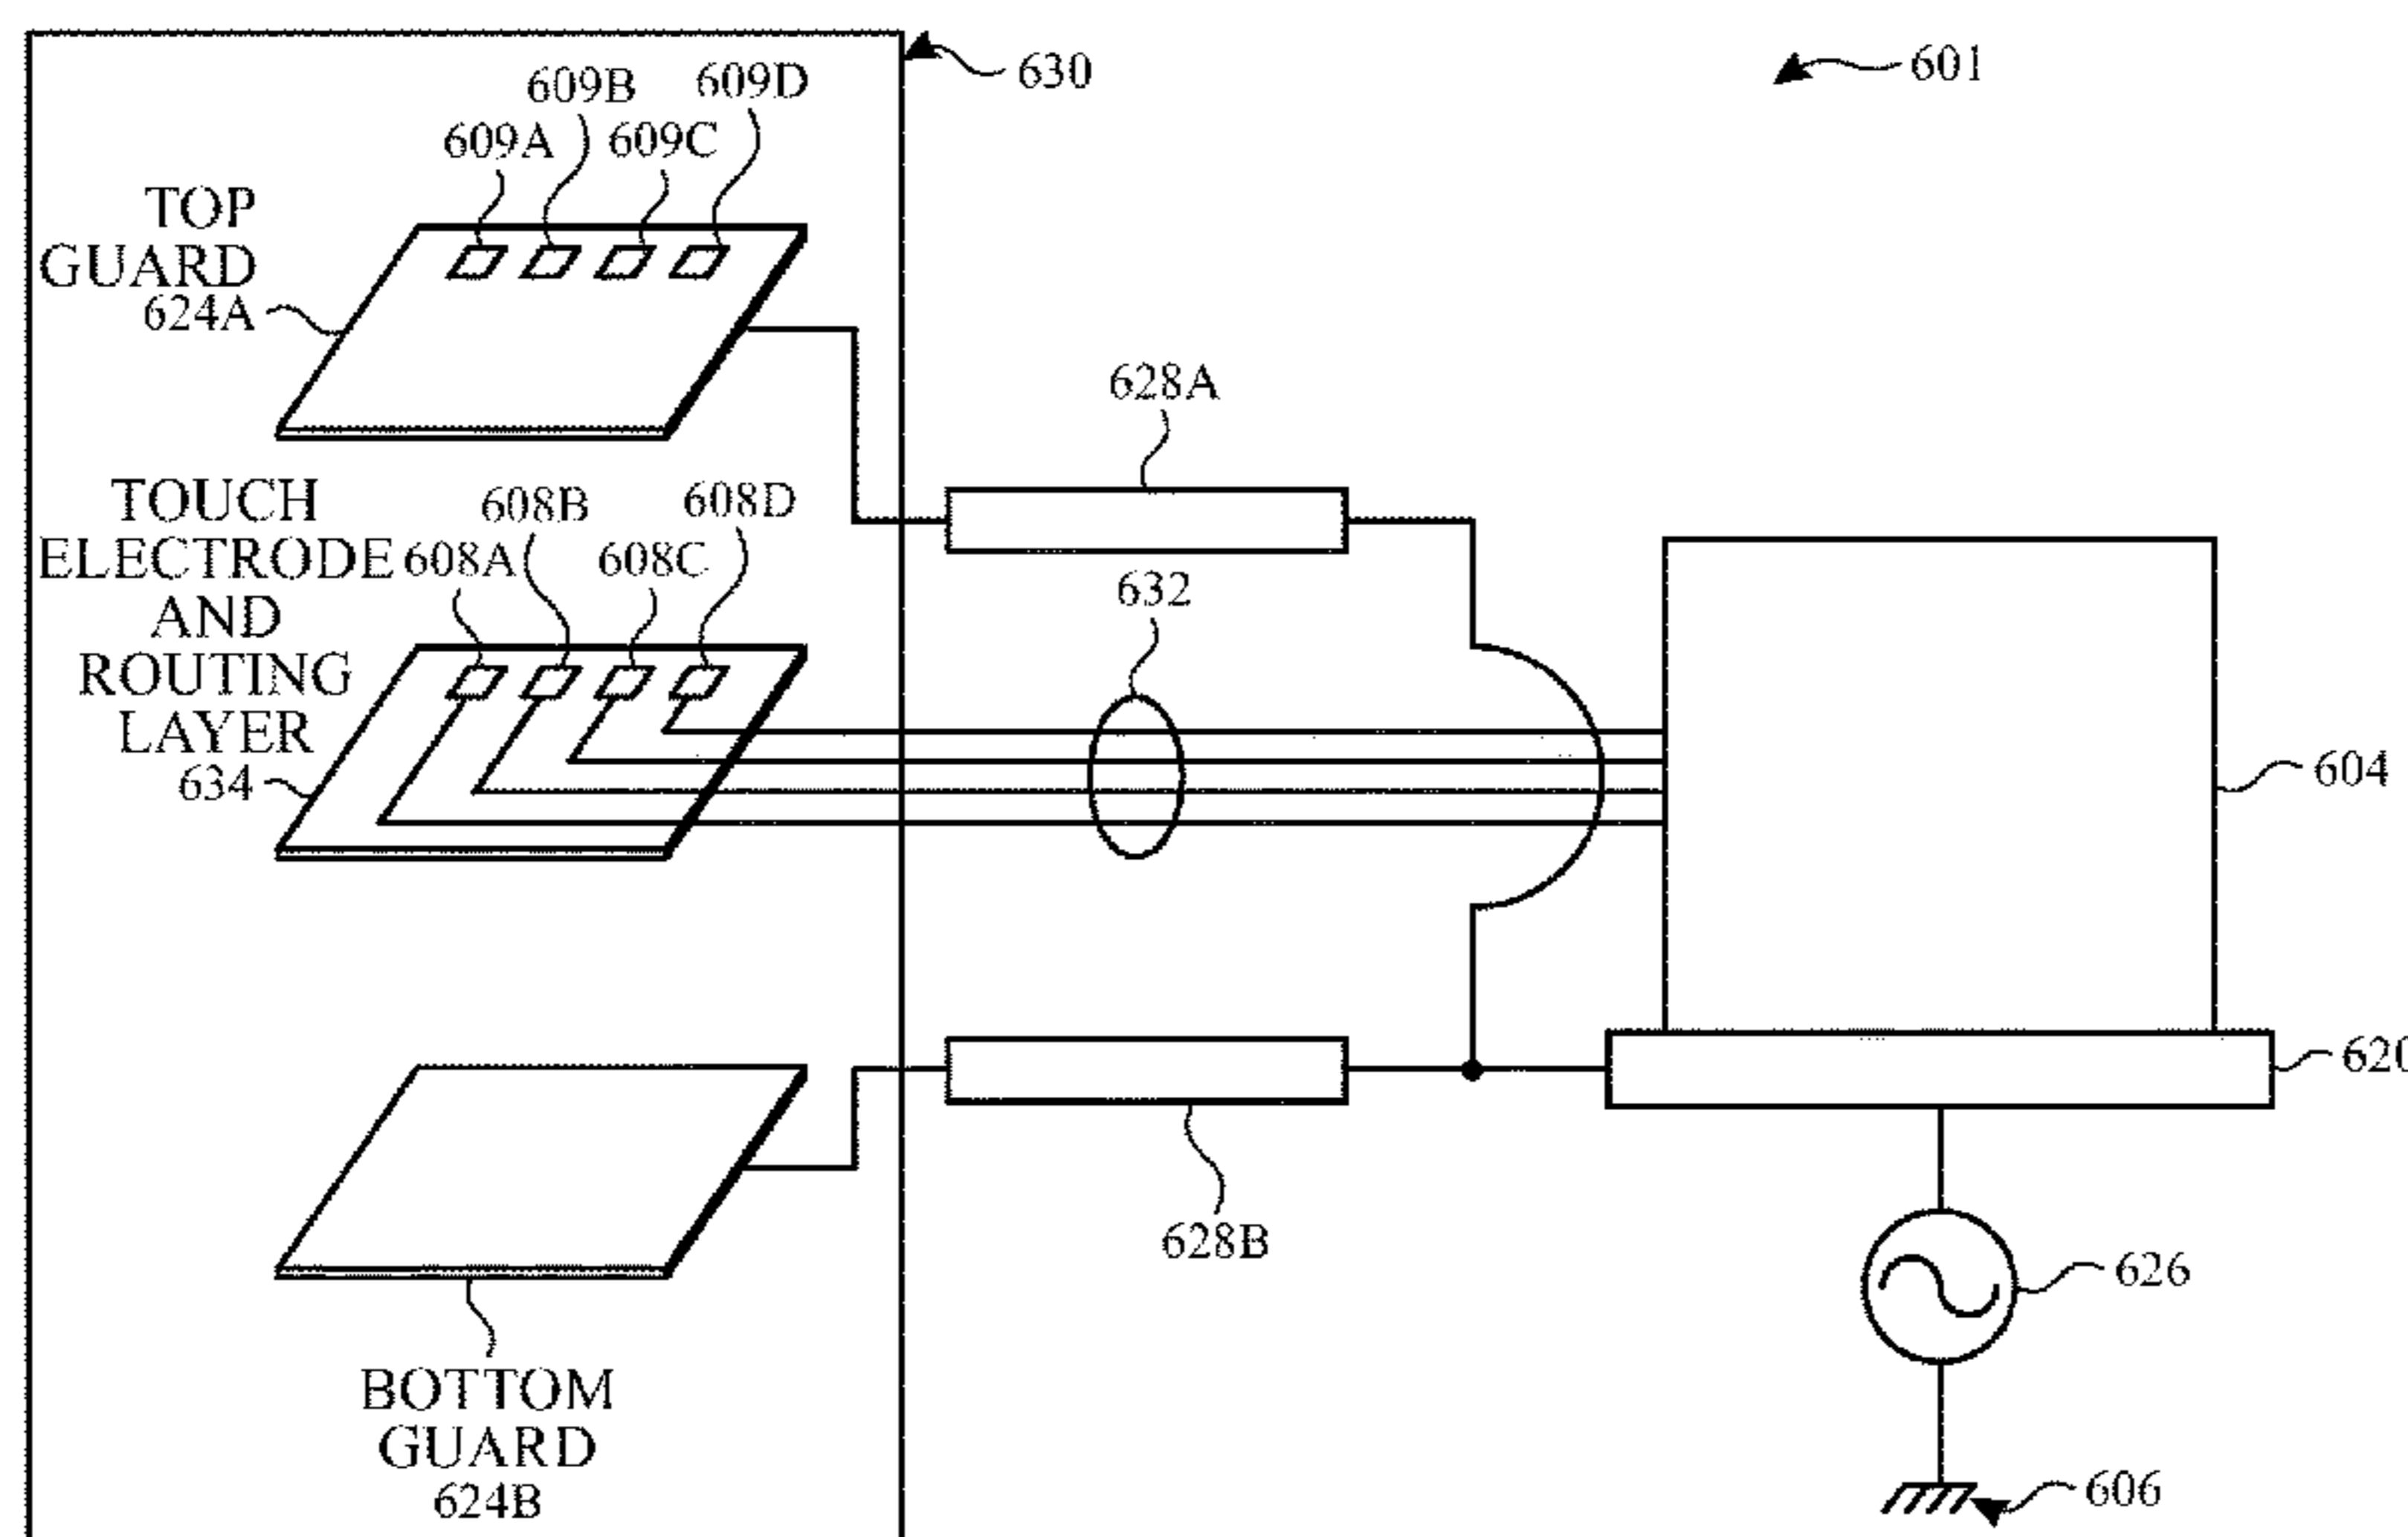 630
601
609B
609D
609A
609C
TOP
GUARD
624A
628A
TOUCH
ELECTRODE
AND
ROUTING
LAYER
634
608B
608D
608A
608C
632
604
620
628B
626
BOTTOM
GUARD
624B
606